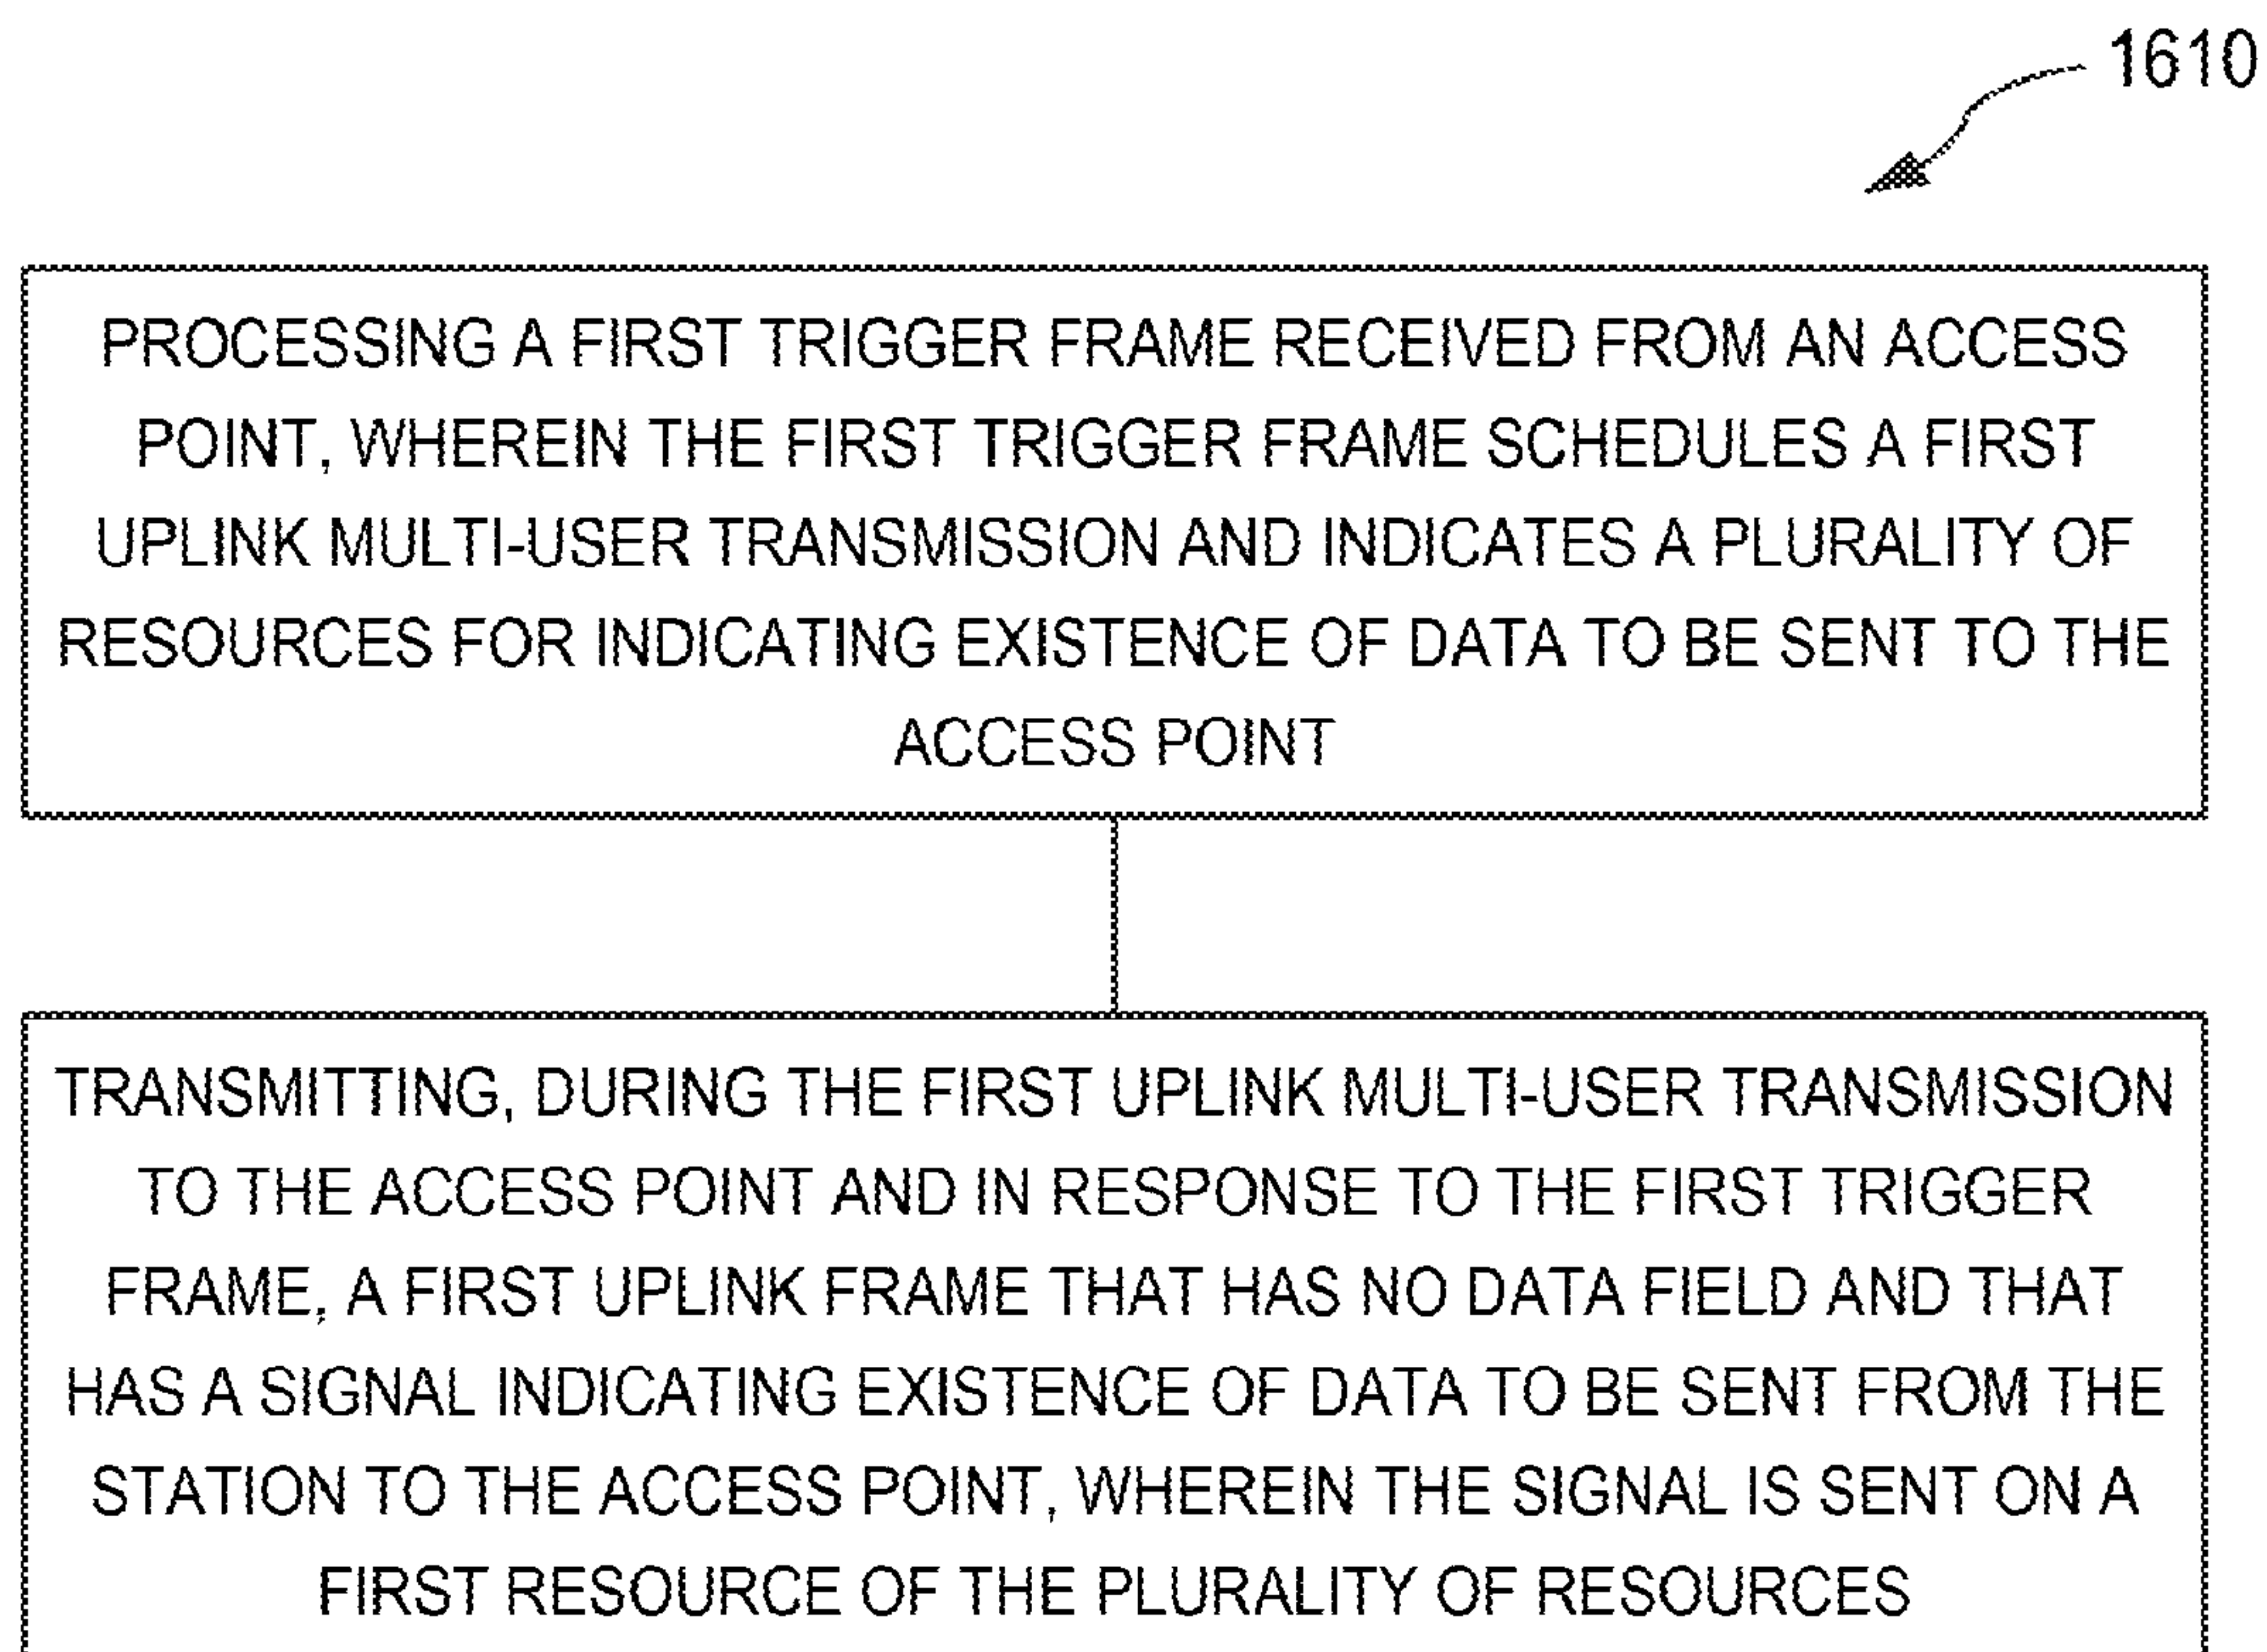 1610
PROCESSING A FIRST TRIGGER FRAME RECEIVED FROM AN ACCESS
POINT, WHEREIN THE FIRST TRIGGER FRAME SCHEDULES A FIRST
UPLINK MULTI-USER TRANSMISSION AND INDICATES A PLURALITY OF
RESOURCES FOR INDICATING EXISTENCE OF DATA TO BE SENT TO THE
ACCESS POINT
TRANSMITTING, DURING THE FIRST UPLINK MULTI-USER TRANSMISSION
TO THE ACCESS POINT AND IN RESPONSE TO THE FIRST TRIGGER
FRAME, A FIRST UPLINK FRAME THAT HAS NO DATA FIELD AND THAT
HAS A SIGNAL INDICATING EXISTENCE OF DATA TO BE SENT FROM THE
STATION TO THE ACCESS POINT, WHEREIN THE SIGNAL IS SENT ON A
FIRST RESOURCE OF THE PLURALITY OF RESOURCES